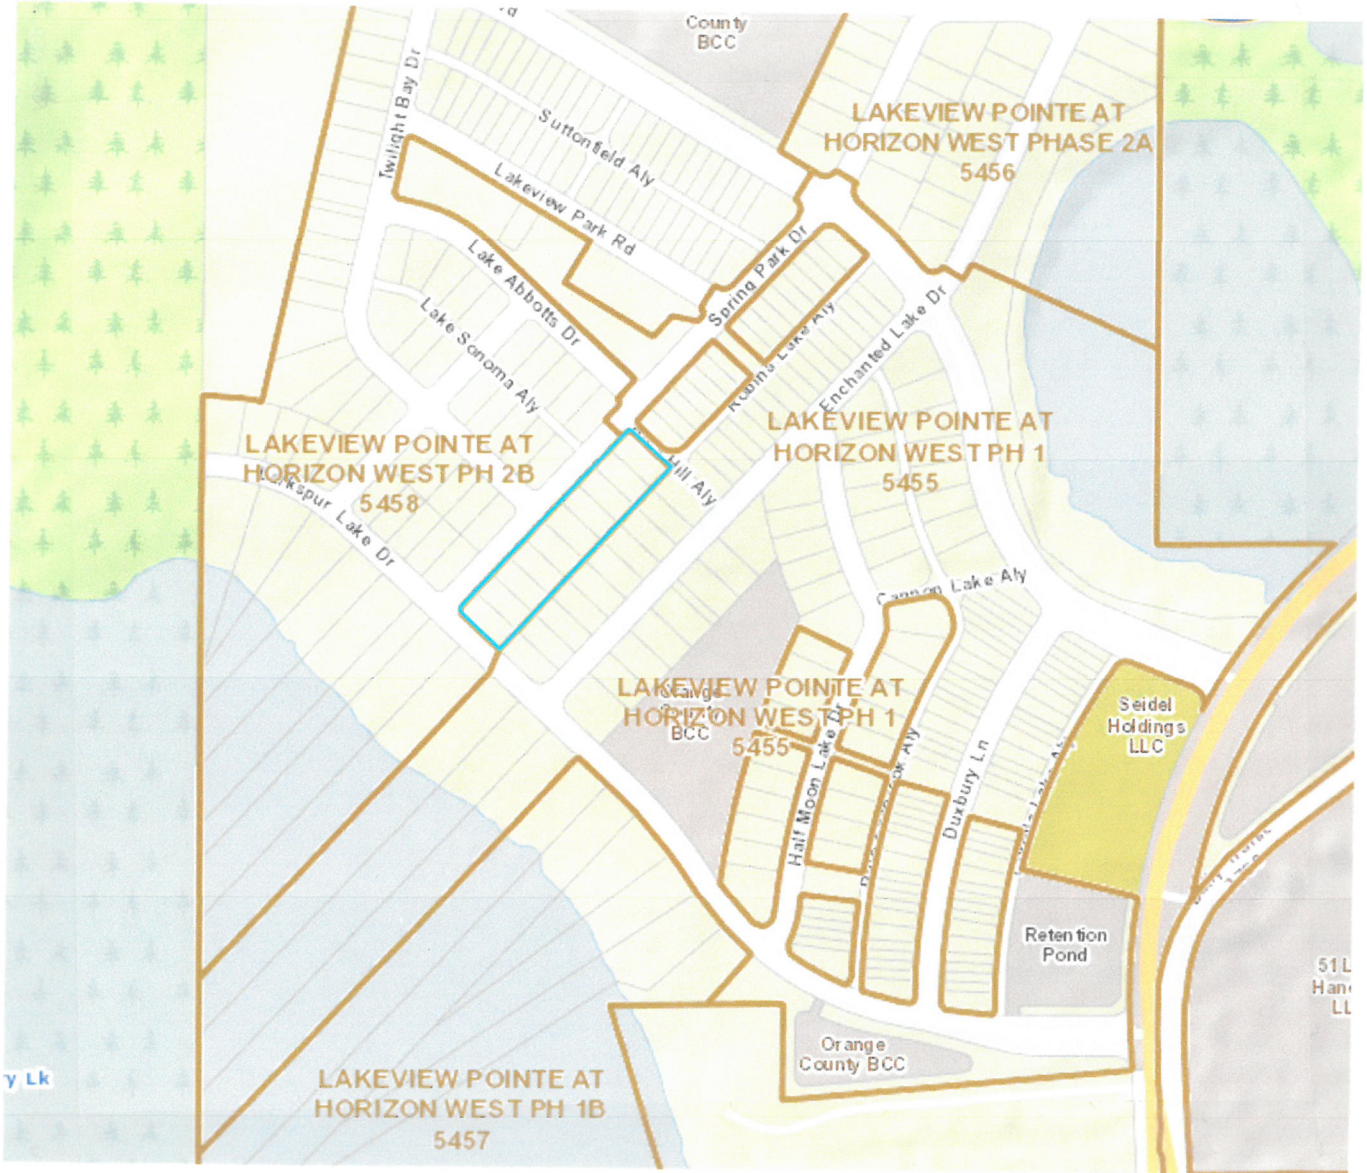 County
BCC
Twilight Bay Dr
Suttonfield Aly
LAKEVIEW POINTE AT
HORIZON WEST PHASE 2A
5456
Lakeview Park Rd
Lake Abbotts Dr
Spring Park Dr
Lake Sonoma Aly
Robins Lake Aly
Enchanted Lake Dr
LAKEVIEW POINTE AT
HORIZON WEST PH 1
5455
LAKEVIEW POINTE AT
HORIZON WEST PH 2B
5458
Hill Aly
Lake Dr
Cannon Lake Aly
LAKEVIEW POINTE AT
HORIZON WEST PH 1
5455
Orange
BCC
Seidel
Holdings
LLC
Half Moon Lake Dr
Duxbury Ln
Retention
Pond
51 L
Orange
County BCC
y Lk
LAKEVIEW POINTE AT
HORIZON WEST PH 1B
5457